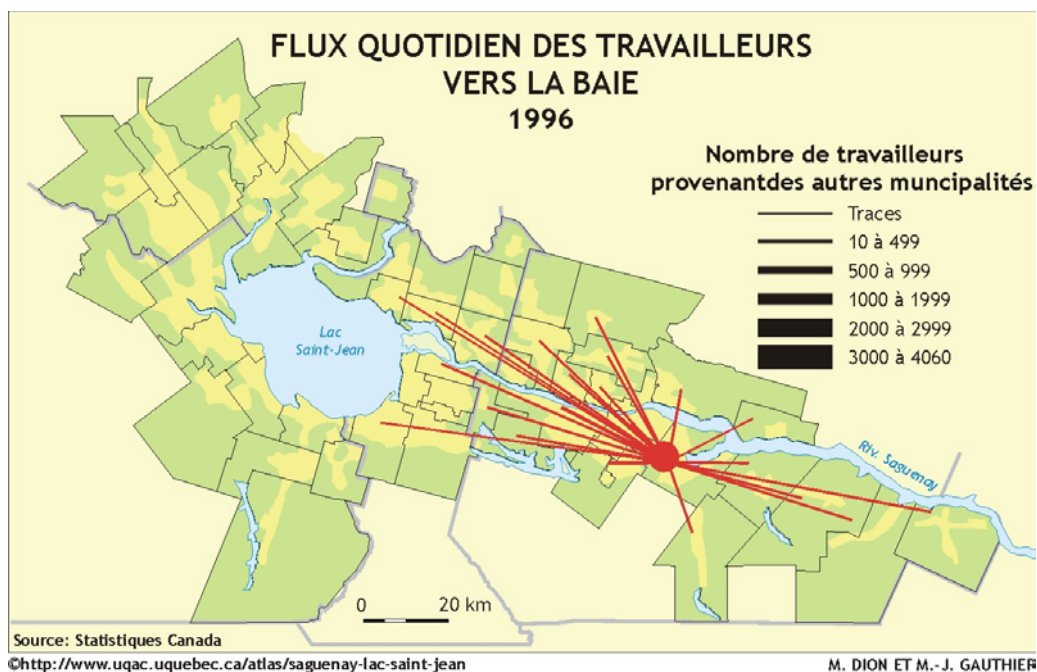 FLUX QUOTIDIEN DES TRAVAILLEURS
VERS LA BAIE
1996
Nombre de travailleurs
provenantdes autres muncipalités
Traces
10 à 499
500 à 999
1000 à 1999
2000 à 2999
3000 à 4060
Lac
Saint-Jean
Riv. Saguenay
0 20 km
Source: Statistiques Canada
©http://www.uqac.uquebec.ca/atlas/saguenay-lac-saint-jean
M. DION ET M.-J. GAUTHIER